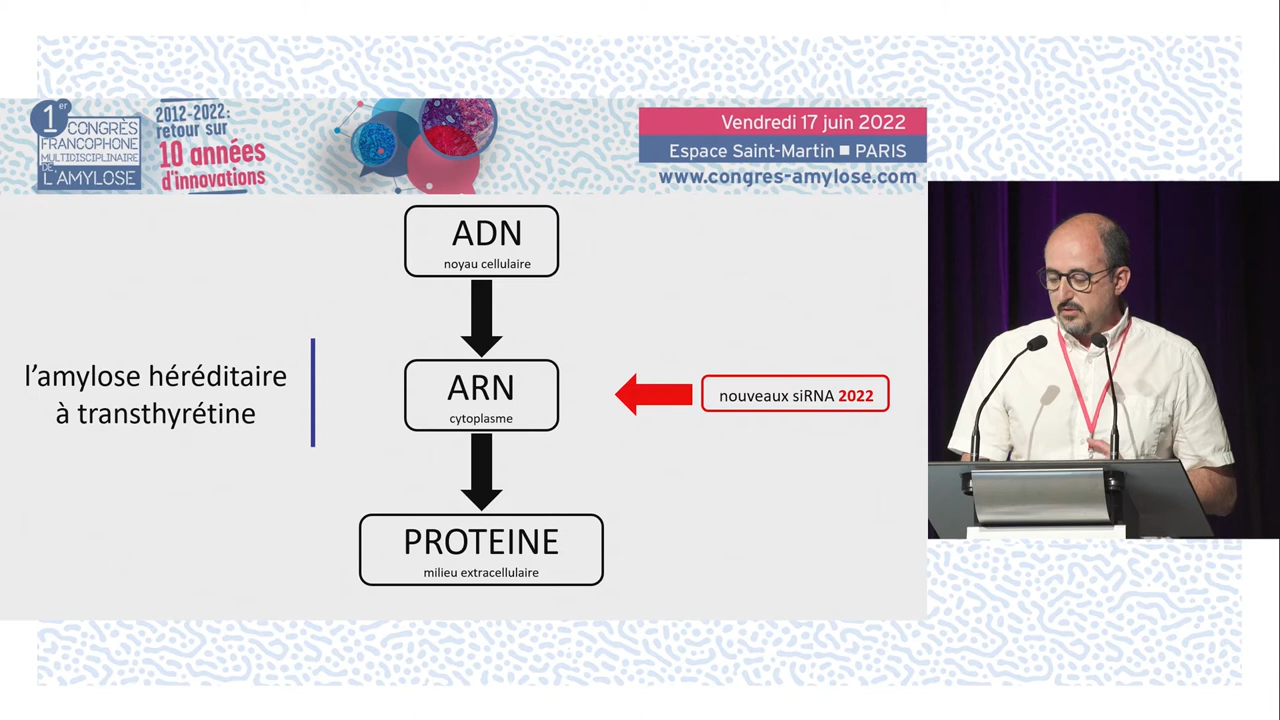 1er
CONGRÈS
FRANCOPHONE
MULTIDISCIPLINAIRE
DE
L'AMYLOSE
2012-2022:
retour sur
10 années
d'innovations
Vendredi 17 juin 2022
Espace Saint-Martin ■ PARIS
www.congres-amylose.com
ADN
noyau cellulaire
l'amylose héréditaire
à transthyrétine
ARN
cytoplasme
nouveaux siRNA 2022
PROTEINE
milieu extracellulaire